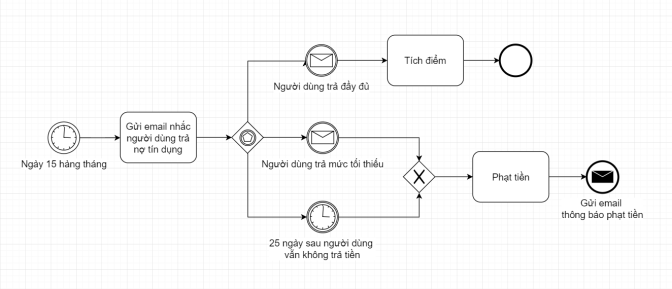 Tích điểm
Người dùng trả đầy đủ
Gửi email nhắc
người dùng trả
nợ tín dụng
Ngày 15 hàng tháng
Người dùng trả mức tối thiểu
Phạt tiền
Gửi email
thông báo phạt tiền
25 ngày sau người dùng
vẫn không trả tiền